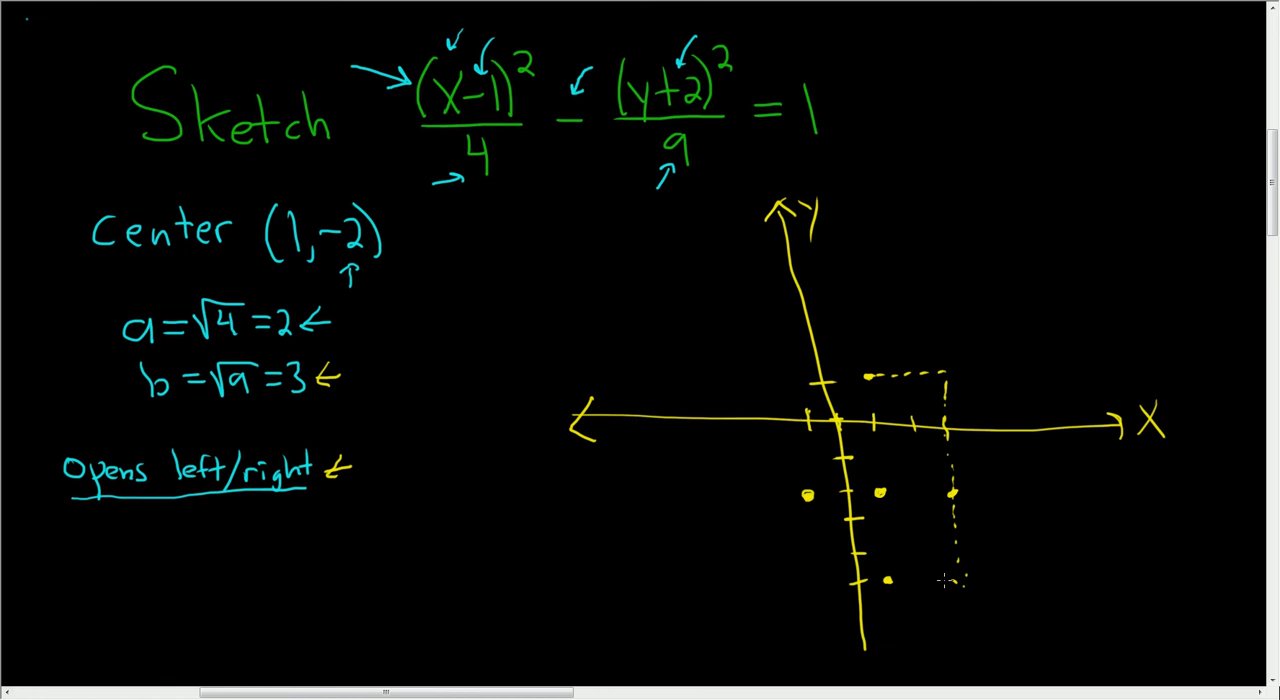 Sketch (x-1)²/4 - (y+2)²/9 = 1
Center (1,-2)
a=√4=2
b=√9=3
Opens left/right
y
X